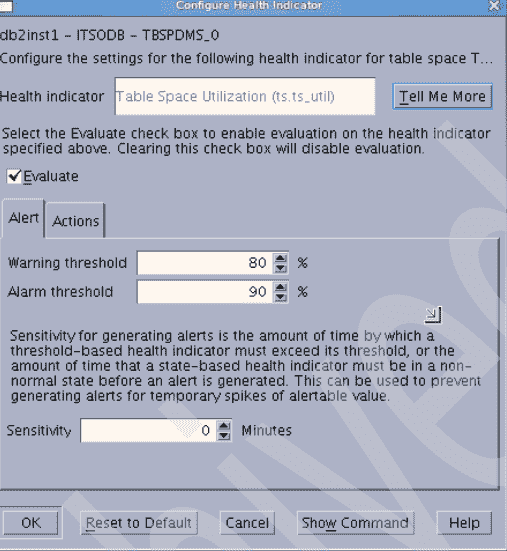 Configure Health Indicator
db2inst1 - ITSODB - TBSPDMS_0
Configure the settings for the following health indicator for table space T...
Health indicator Table Space Utilization (ts.ts_util) Tell Me More
Select the Evaluate check box to enable evaluation on the health indicator
specified above. Clearing this check box will disable evaluation.
Evaluate
Alert Actions
Warning threshold 80 %
Alarm threshold 90 %
Sensitivity for generating alerts is the amount of time by which a
threshold-based health indicator must exceed its threshold, or the
amount of time that a state-based health indicator must be in a non-
normal state before an alert is generated. This can be used to prevent
generating alerts for temporary spikes of alertable value.
Sensitivity 0 Minutes
OK Reset to Default Cancel Show Command Help